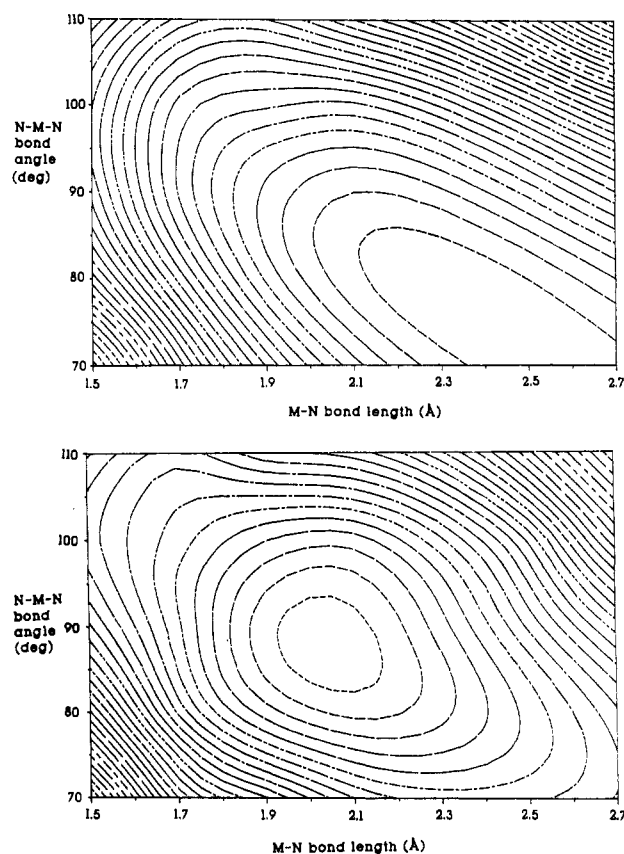 110
100
N-M-N
bond
angle
(deg)
90
80
70
1.5 1.7 1.9 2.1 2.3 2.5 2.7
M-N bond length (Å)
110
100
N-M-N
bond
angle
(deg)
90
80
70
1.5 1.7 1.9 2.1 2.3 2.5 2.7
M-N bond length (Å)